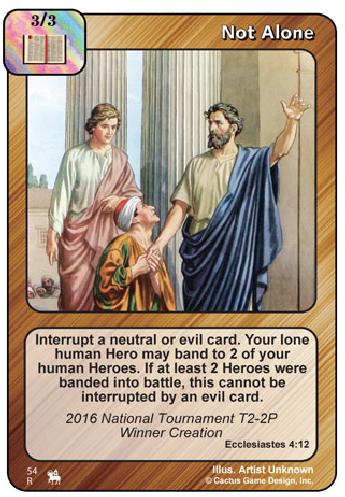 3/3
Not Alone
Interrupt a neutral or evil card. Your lone
human Hero may band to 2 of your
human Heroes. If at least 2 Heroes were
banded into battle, this cannot be
interrupted by an evil card.
2016 National Tournament T2-2P
Winner Creation
Ecclesiastes 4:12
54
R
Illus. Artist Unknown
© Cactus Game Design, Inc.